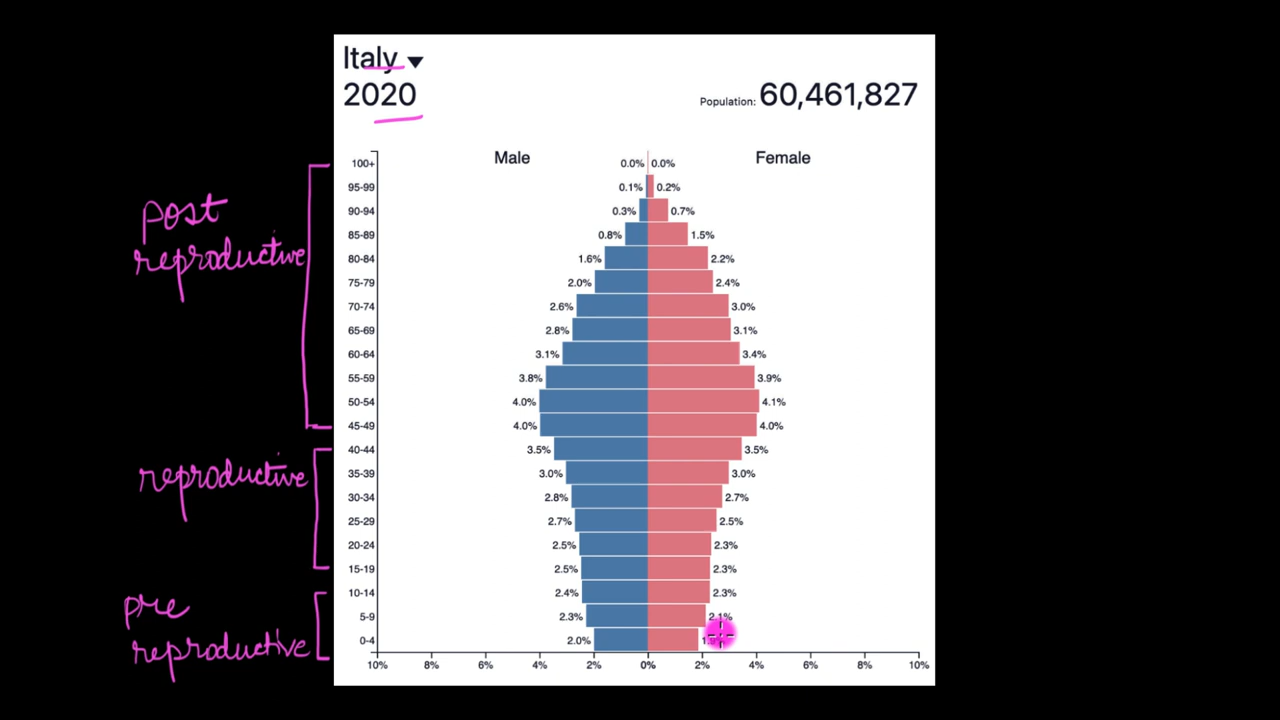 Italy
2020
Population: 60,461,827
Male Female
100+ 0.0% 0.0%
95-99 0.1% 0.2%
90-94 0.3% 0.7%
85-89 0.8% 1.5%
80-84 1.6% 2.2%
75-79 2.0% 2.4%
70-74 2.6% 3.0%
65-69 2.8% 3.1%
60-64 3.1% 3.4%
55-59 3.8% 3.9%
50-54 4.0% 4.1%
45-49 4.0% 4.0%
40-44 3.5% 3.5%
35-39 3.0% 3.0%
30-34 2.8% 2.7%
25-29 2.7% 2.5%
20-24 2.5% 2.3%
15-19 2.5% 2.3%
10-14 2.4% 2.3%
5-9 2.3% 2.1%
0-4 2.0%
10% 8% 6% 4% 2% 0% 2% 4% 6% 8% 10%
post
reproductive
reproductive
pre
reproductive